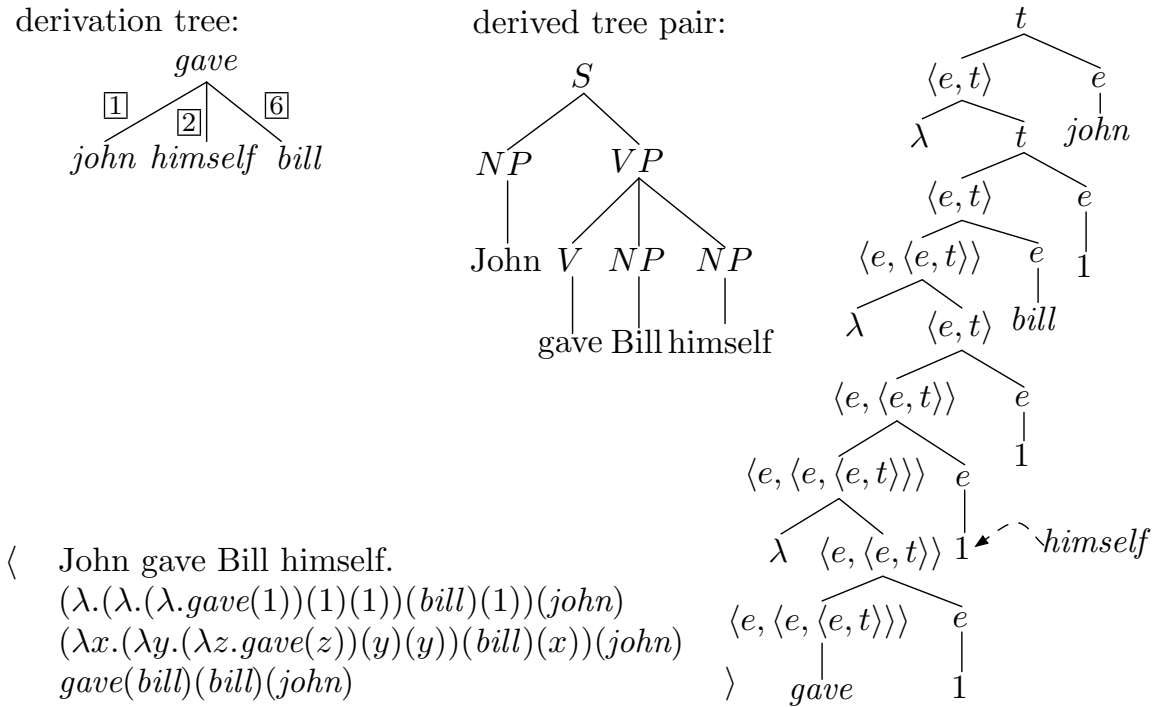 derivation tree:
gave
1 2 6
john himself bill
derived tree pair:
S
NP VP
John V NP NP
gave Bill himself
t
⟨e, t⟩ e
λ t john
⟨e, t⟩ e
⟨e, ⟨e, t⟩⟩ e 1
λ ⟨e, t⟩ bill
⟨e, ⟨e, t⟩⟩ e
1
⟨e, ⟨e, ⟨e, t⟩⟩⟩ e
λ ⟨e, ⟨e, t⟩⟩ 1 himself
⟨e, ⟨e, ⟨e, t⟩⟩⟩ e
gave 1
⟨ John gave Bill himself.
(λ.(λ.(λ.gave(1))(1)(1))(bill)(1))(john)
(λx.(λy.(λz.gave(z))(y)(y))(bill)(x))(john)
gave(bill)(bill)(john) ⟩